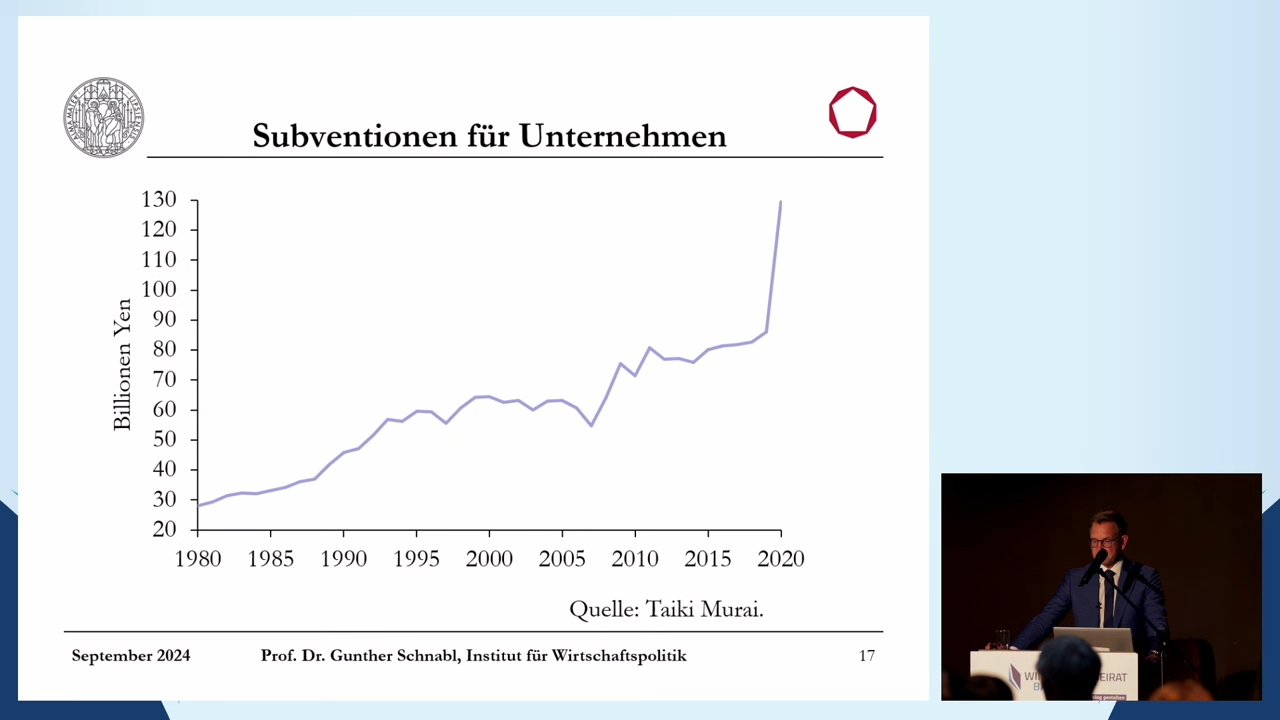 Subventionen für Unternehmen
130
120
110
100
90
80
70
60
50
40
30
20
Billionen Yen
1980 1985 1990 1995 2000 2005 2010 2015 2020
Quelle: Taiki Murai.
September 2024 Prof. Dr. Gunther Schnabl, Institut für Wirtschaftspolitik 17